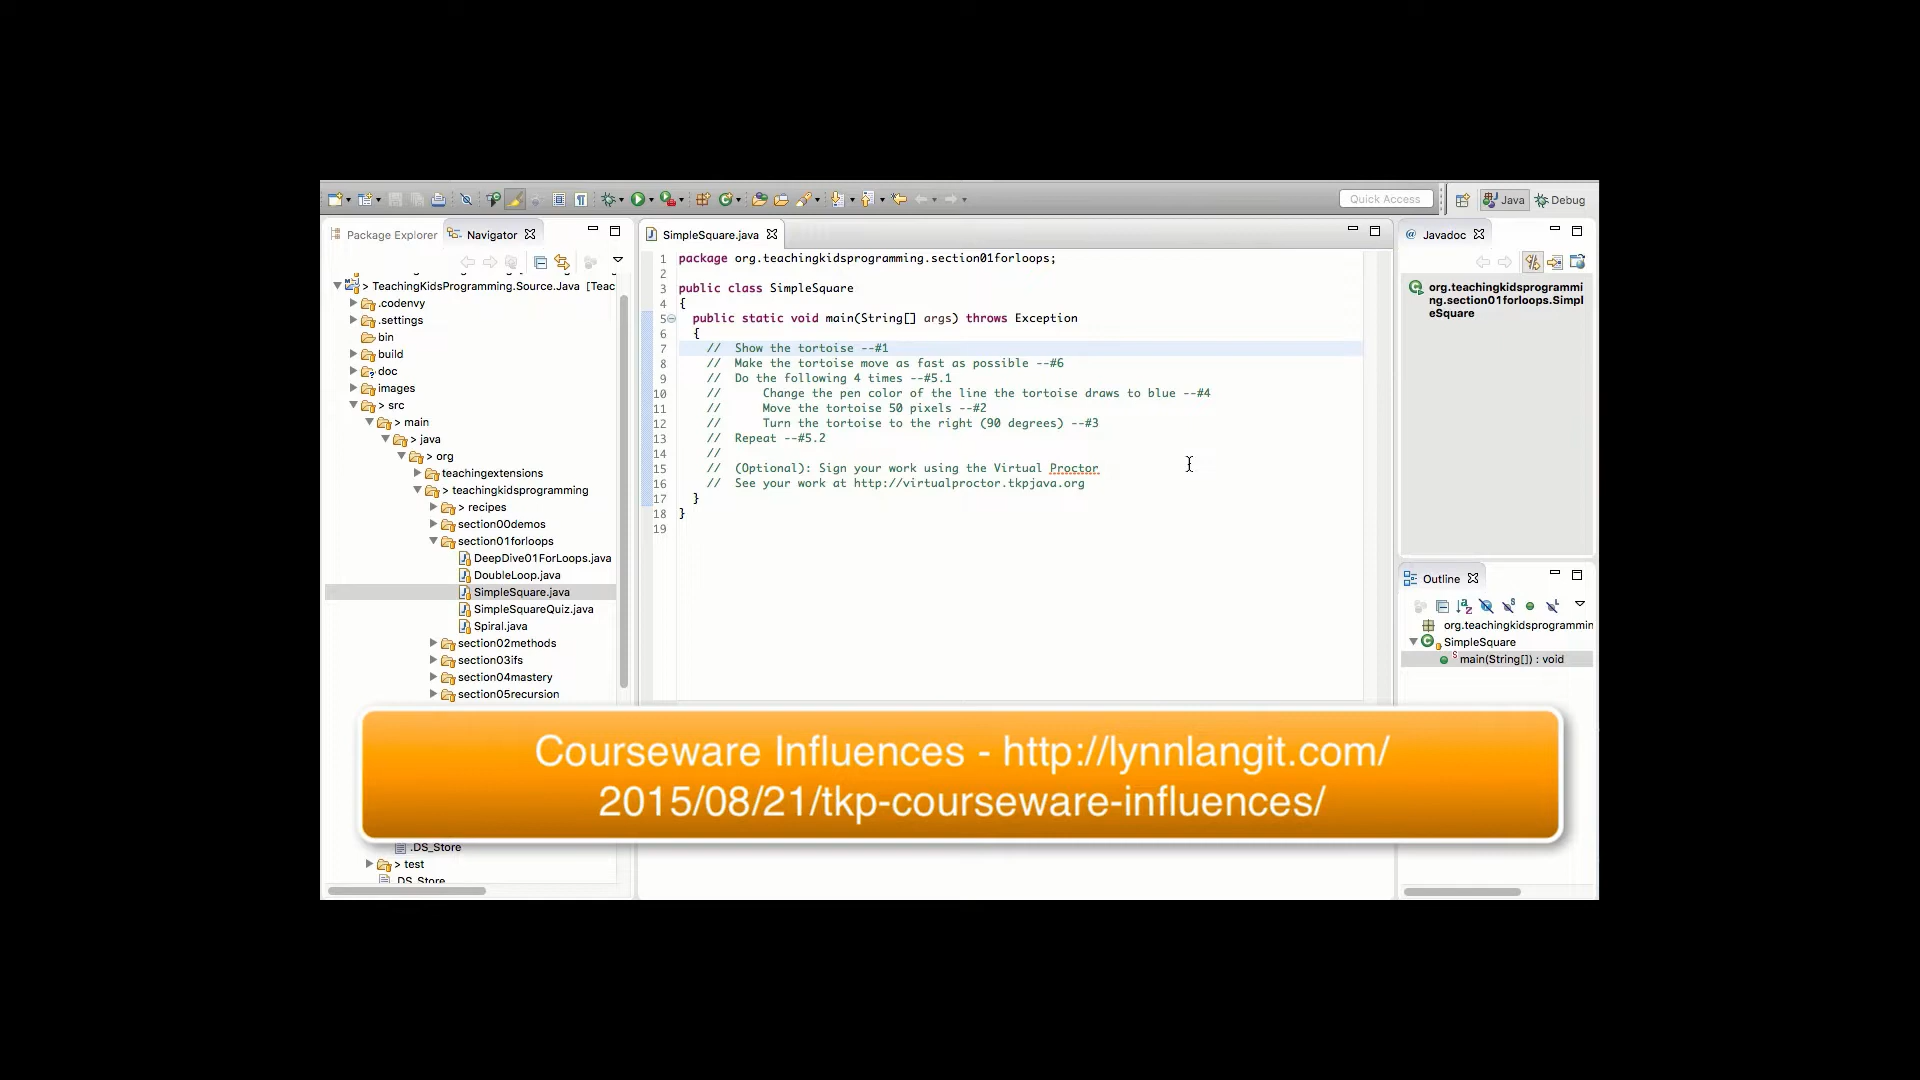 Quick Access
Java
Debug
Package Explorer
Navigator
> TeachingKidsProgramming.Source.Java [Teac
.codenvy
.settings
bin
build
doc
images
> src
> main
> java
> org
teachingextensions
> teachingkidsprogramming
> recipes
section00demos
section01forloops
DeepDive01ForLoops.java
DoubleLoop.java
SimpleSquare.java
SimpleSquareQuiz.java
Spiral.java
section02methods
section03ifs
section04mastery
section05recursion
.DS_Store
> test
.DS_Store
SimpleSquare.java
1 package org.teachingkidsprogramming.section01forloops;
2
3 public class SimpleSquare
4 {
5 public static void main(String[] args) throws Exception
6 {
7 // Show the tortoise --#1
8 // Make the tortoise move as fast as possible --#6
9 // Do the following 4 times --#5.1
10 // Change the pen color of the line the tortoise draws to blue --#4
11 // Move the tortoise 50 pixels --#2
12 // Turn the tortoise to the right (90 degrees) --#3
13 // Repeat --#5.2
14 //
15 // (Optional): Sign your work using the Virtual Proctor
16 // See your work at http://virtualproctor.tkpjava.org
17 }
18 }
19
@ Javadoc
org.teachingkidsprogrammi
ng.section01forloops.Simpl
eSquare
Outline
org.teachingkidsprogrammin
SimpleSquare
main(String[]) : void
Courseware Influences - http://lynnlangit.com/
2015/08/21/tkp-courseware-influences/